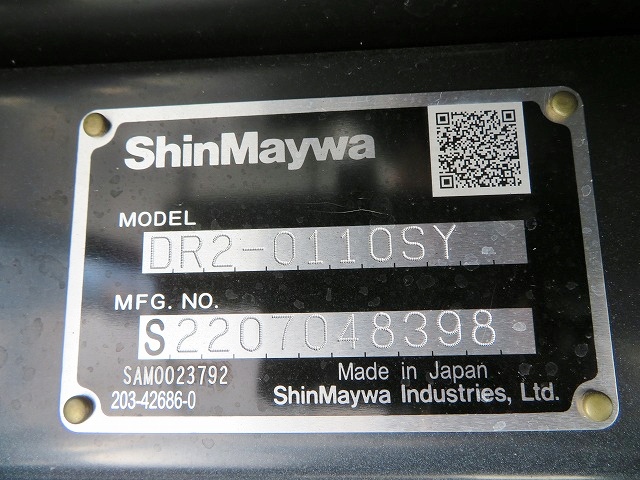 ShinMaywa
MODEL
DR2-0110SY
MFG. NO.
S2207048398
SAM0023792
Made in Japan
203-42686-0
ShinMaywa Industries, Ltd.